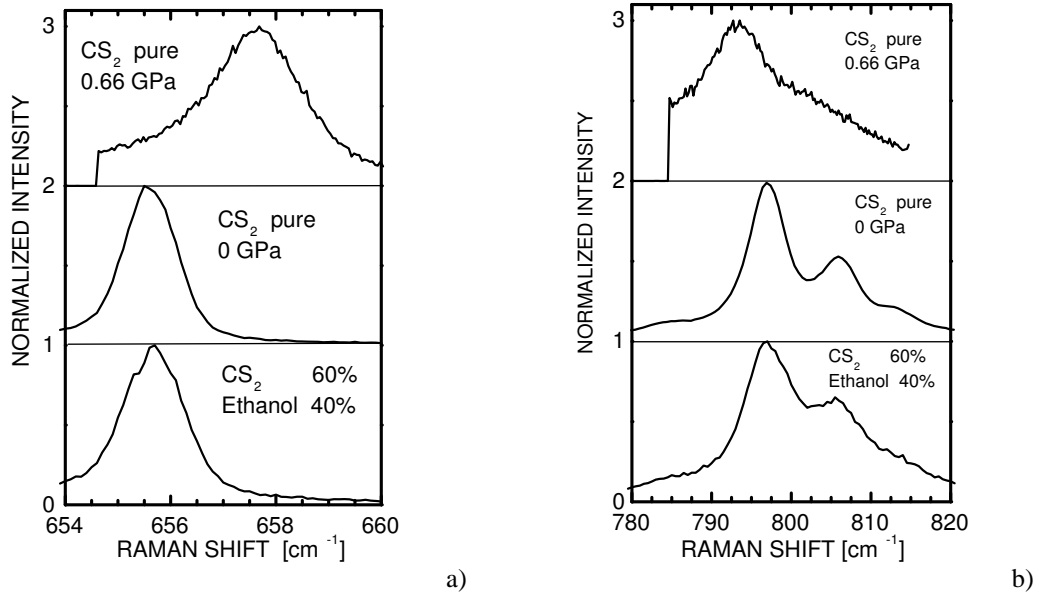 NORMALIZED INTENSITY
3
2
1
0
CS2 pure
0.66 GPa
CS2 pure
0 GPa
CS2 60%
Ethanol 40%
654 656 658 660
RAMAN SHIFT [cm -1]
a)
NORMALIZED INTENSITY
3
2
1
0
CS2 pure
0.66 GPa
CS2 pure
0 GPa
CS2 60%
Ethanol 40%
780 790 800 810 820
RAMAN SHIFT [cm -1]
b)